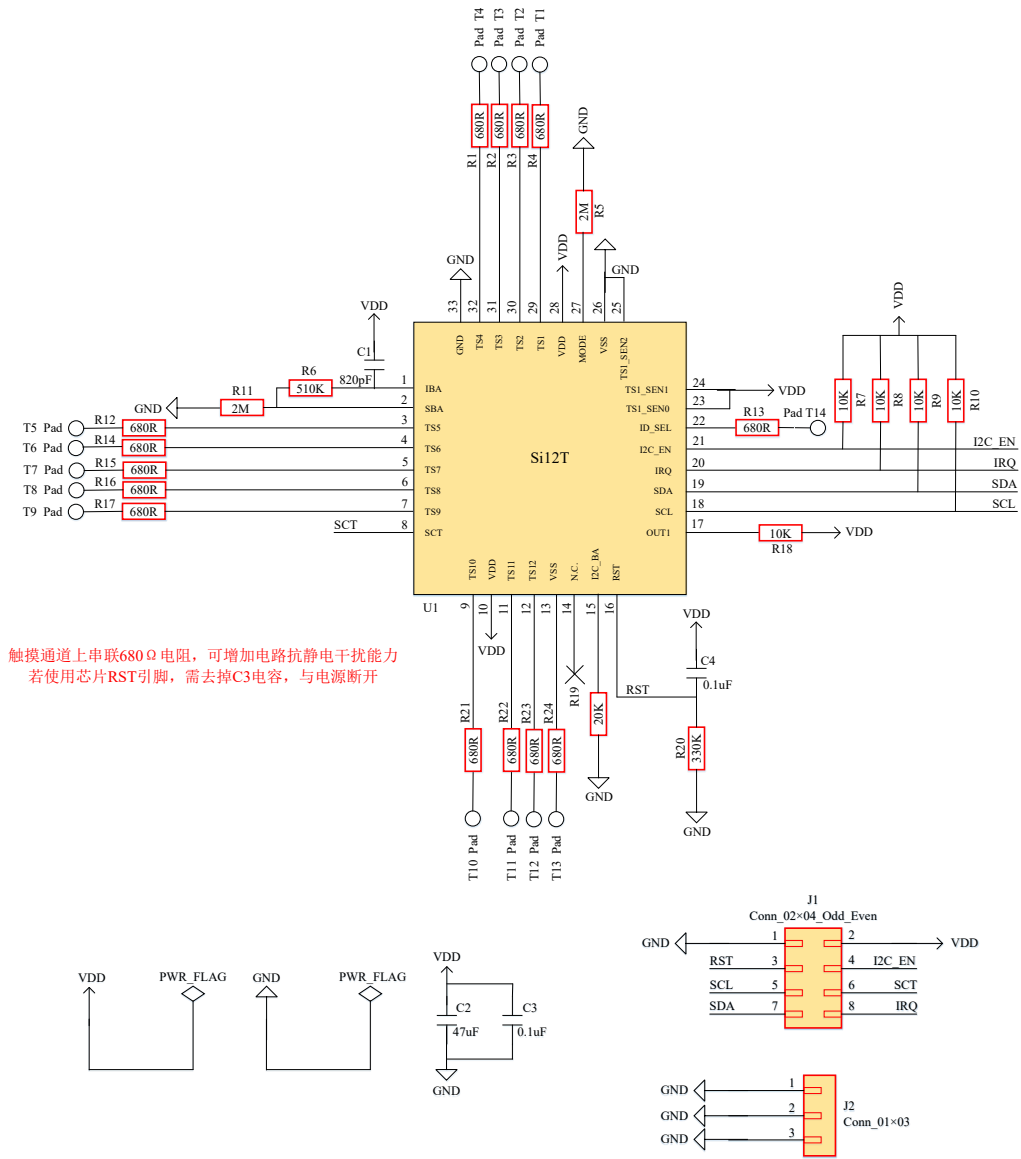 Pad T4
Pad T3
Pad T2
Pad T1
680R
680R
680R
680R
R1
R2
R3
R4
GND
2M
R5
VDD
GND
GND
33
32
31
30
29
28
27
26
25
GND
TS4
TS3
TS2
TS1
VDD
MODE
VSS
TS1_SEN2
VDD
C1
820pF
R6
510K
R11
2M
GND
1
IBA
2
SBA
T5 Pad
R12
680R
3
TS5
T6 Pad
R14
680R
4
TS6
T7 Pad
R15
680R
5
TS7
T8 Pad
R16
680R
6
TS8
T9 Pad
R17
680R
7
TS9
SCT
8
SCT
Si12T
U1
TS1_SEN1
24
VDD
TS1_SEN0
23
ID_SEL
22
R13
680R
Pad T14
I2C_EN
21
I2C_EN
IRQ
20
IRQ
SDA
19
SDA
SCL
18
SCL
OUT1
17
10K
R18
VDD
VDD
10K
R7
10K
R8
10K
R9
10K
R10
TS10
VDD
TS11
TS12
VSS
N.C.
I2C_BA
RST
9
10
11
12
13
14
15
16
VDD
R21
680R
R22
680R
R23
680R
R24
680R
T10 Pad
T11 Pad
T12 Pad
T13 Pad
R19
20K
GND
RST
VDD
C4
0.1uF
R20
330K
GND
触摸通道上串联680Ω电阻，可增加电路抗静电干扰能力
若使用芯片RST引脚，需去掉C3电容，与电源断开
VDD
PWR_FLAG
GND
PWR_FLAG
VDD
C2
47uF
C3
0.1uF
GND
J1
Conn_02×04_Odd_Even
GND
1
2
VDD
RST
3
4
I2C_EN
SCL
5
6
SCT
SDA
7
8
IRQ
GND
1
GND
2
GND
3
J2
Conn_01×03